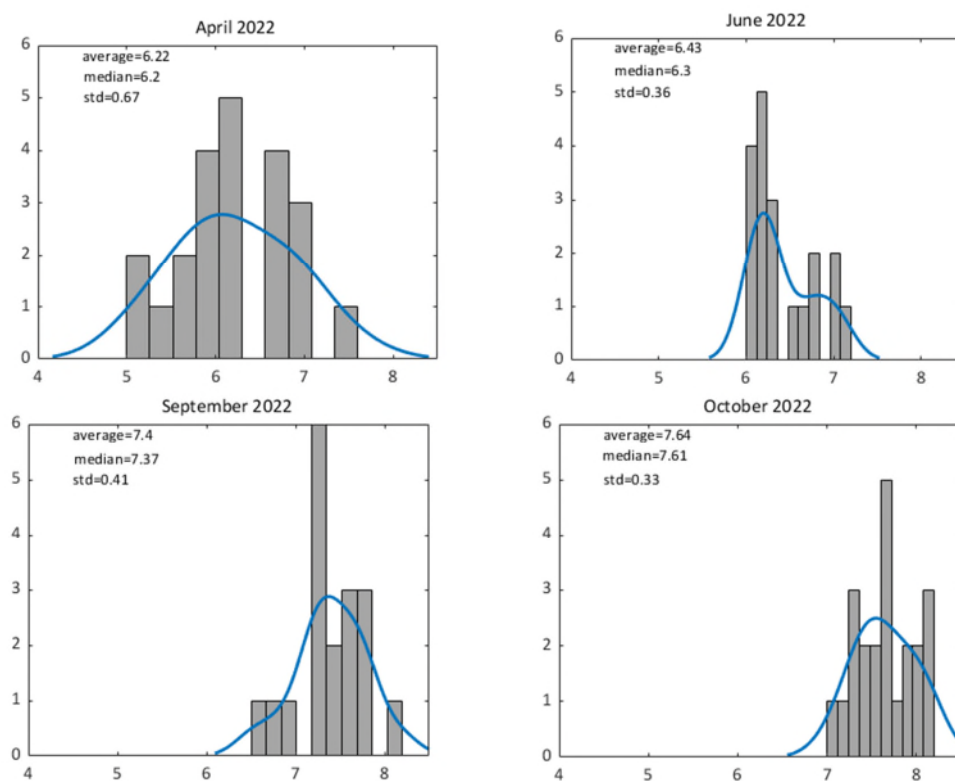 April 2022
average=6.22
median=6.2
std=0.67
6
5
4
3
2
1
0
4 5 6 7 8
June 2022
average=6.43
median=6.3
std=0.36
6
5
4
3
2
1
0
4 5 6 7 8
September 2022
average=7.4
median=7.37
std=0.41
6
5
4
3
2
1
0
4 5 6 7 8
October 2022
average=7.64
median=7.61
std=0.33
6
5
4
3
2
1
0
4 5 6 7 8